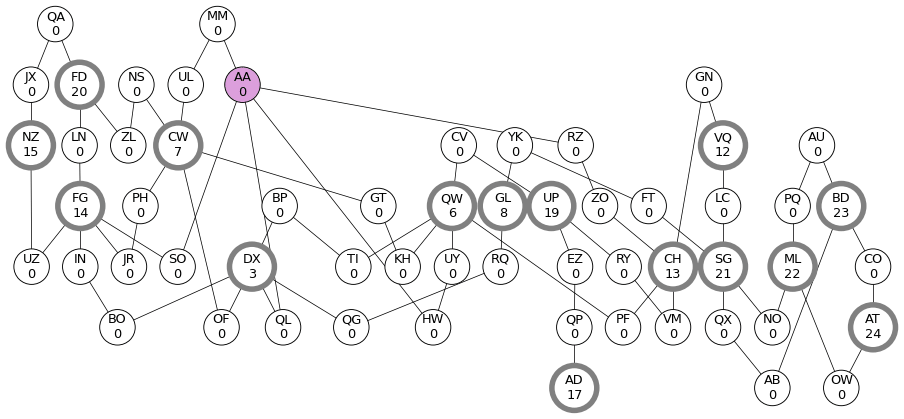 QA
0
MM
0
JX
0
FD
20
NS
0
UL
0
AA
0
GN
0
NZ
15
LN
0
ZL
0
CW
7
CV
0
YK
0
RZ
0
VQ
12
AU
0
FG
14
PH
0
BP
0
GT
0
QW
6
GL
8
UP
19
ZO
0
FT
0
LC
0
PQ
0
BD
23
UZ
0
IN
0
JR
0
SO
0
DX
3
TI
0
KH
0
UY
0
RQ
0
EZ
0
RY
0
CH
13
SG
21
ML
22
CO
0
BO
0
OF
0
QL
0
QG
0
HW
0
QP
0
PF
0
VM
0
QX
0
NO
0
AT
24
AD
17
AB
0
OW
0